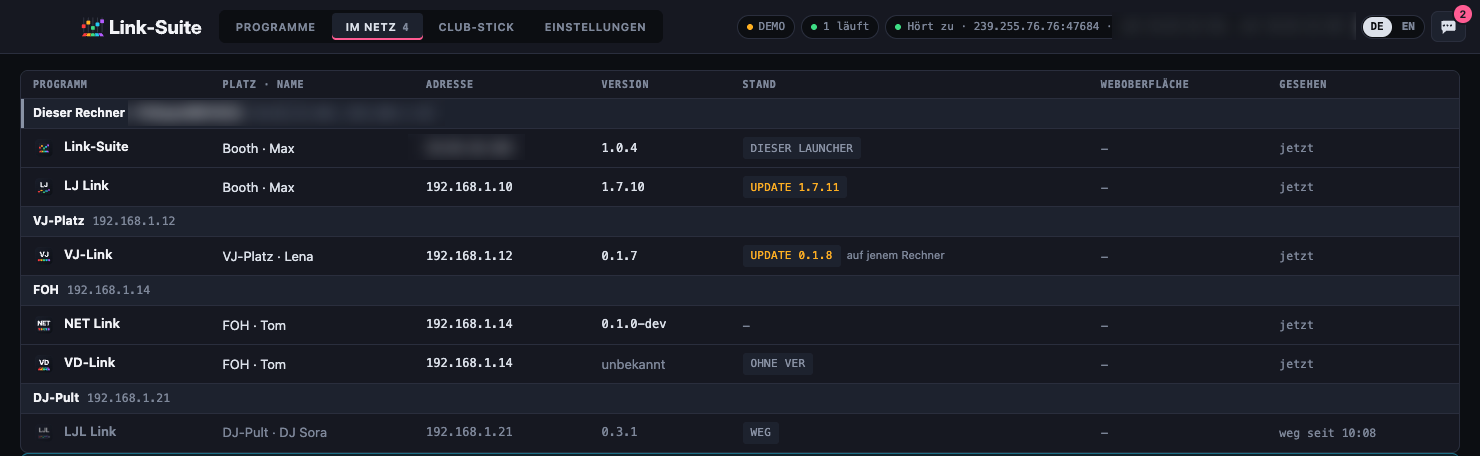 Link-Suite PROGRAMME IM NETZ 4 CLUB-STICK EINSTELLUNGEN DEMO 1 läuft Hört zu · 239.255.76.76:47684 · DE EN 2
PROGRAMM PLATZ · NAME ADRESSE VERSION STAND WEBOBERFLÄCHE GESEHEN
Dieser Rechner
Link-Suite Booth · Max 1.0.4 DIESER LAUNCHER – jetzt
LJ LJ Link Booth · Max 192.168.1.10 1.7.10 UPDATE 1.7.11 – jetzt
VJ-Platz 192.168.1.12
VJ VJ-Link VJ-Platz · Lena 192.168.1.12 0.1.7 UPDATE 0.1.8 auf jenem Rechner – jetzt
FOH 192.168.1.14
NET NET Link FOH · Tom 192.168.1.14 0.1.0-dev – – jetzt
VD VD-Link FOH · Tom 192.168.1.14 unbekannt OHNE VER – jetzt
DJ-Pult 192.168.1.21
LJL LJL Link DJ-Pult · DJ Sora 192.168.1.21 0.3.1 WEG – weg seit 10:08